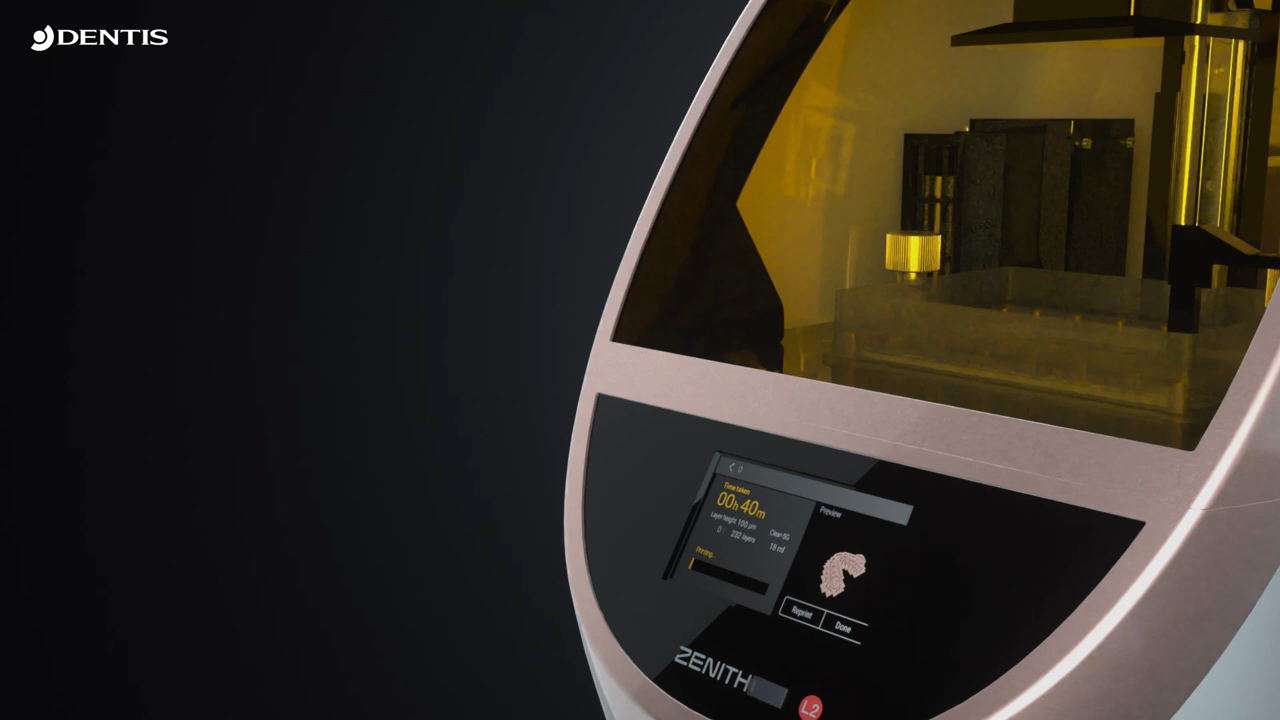 DENTIS
Time taken
00h 40m
Layer height 100 μm
0
232 layers
Clear-SG
18 ml
Printing..
Preview
Reprint
Done
ZENITH
L2